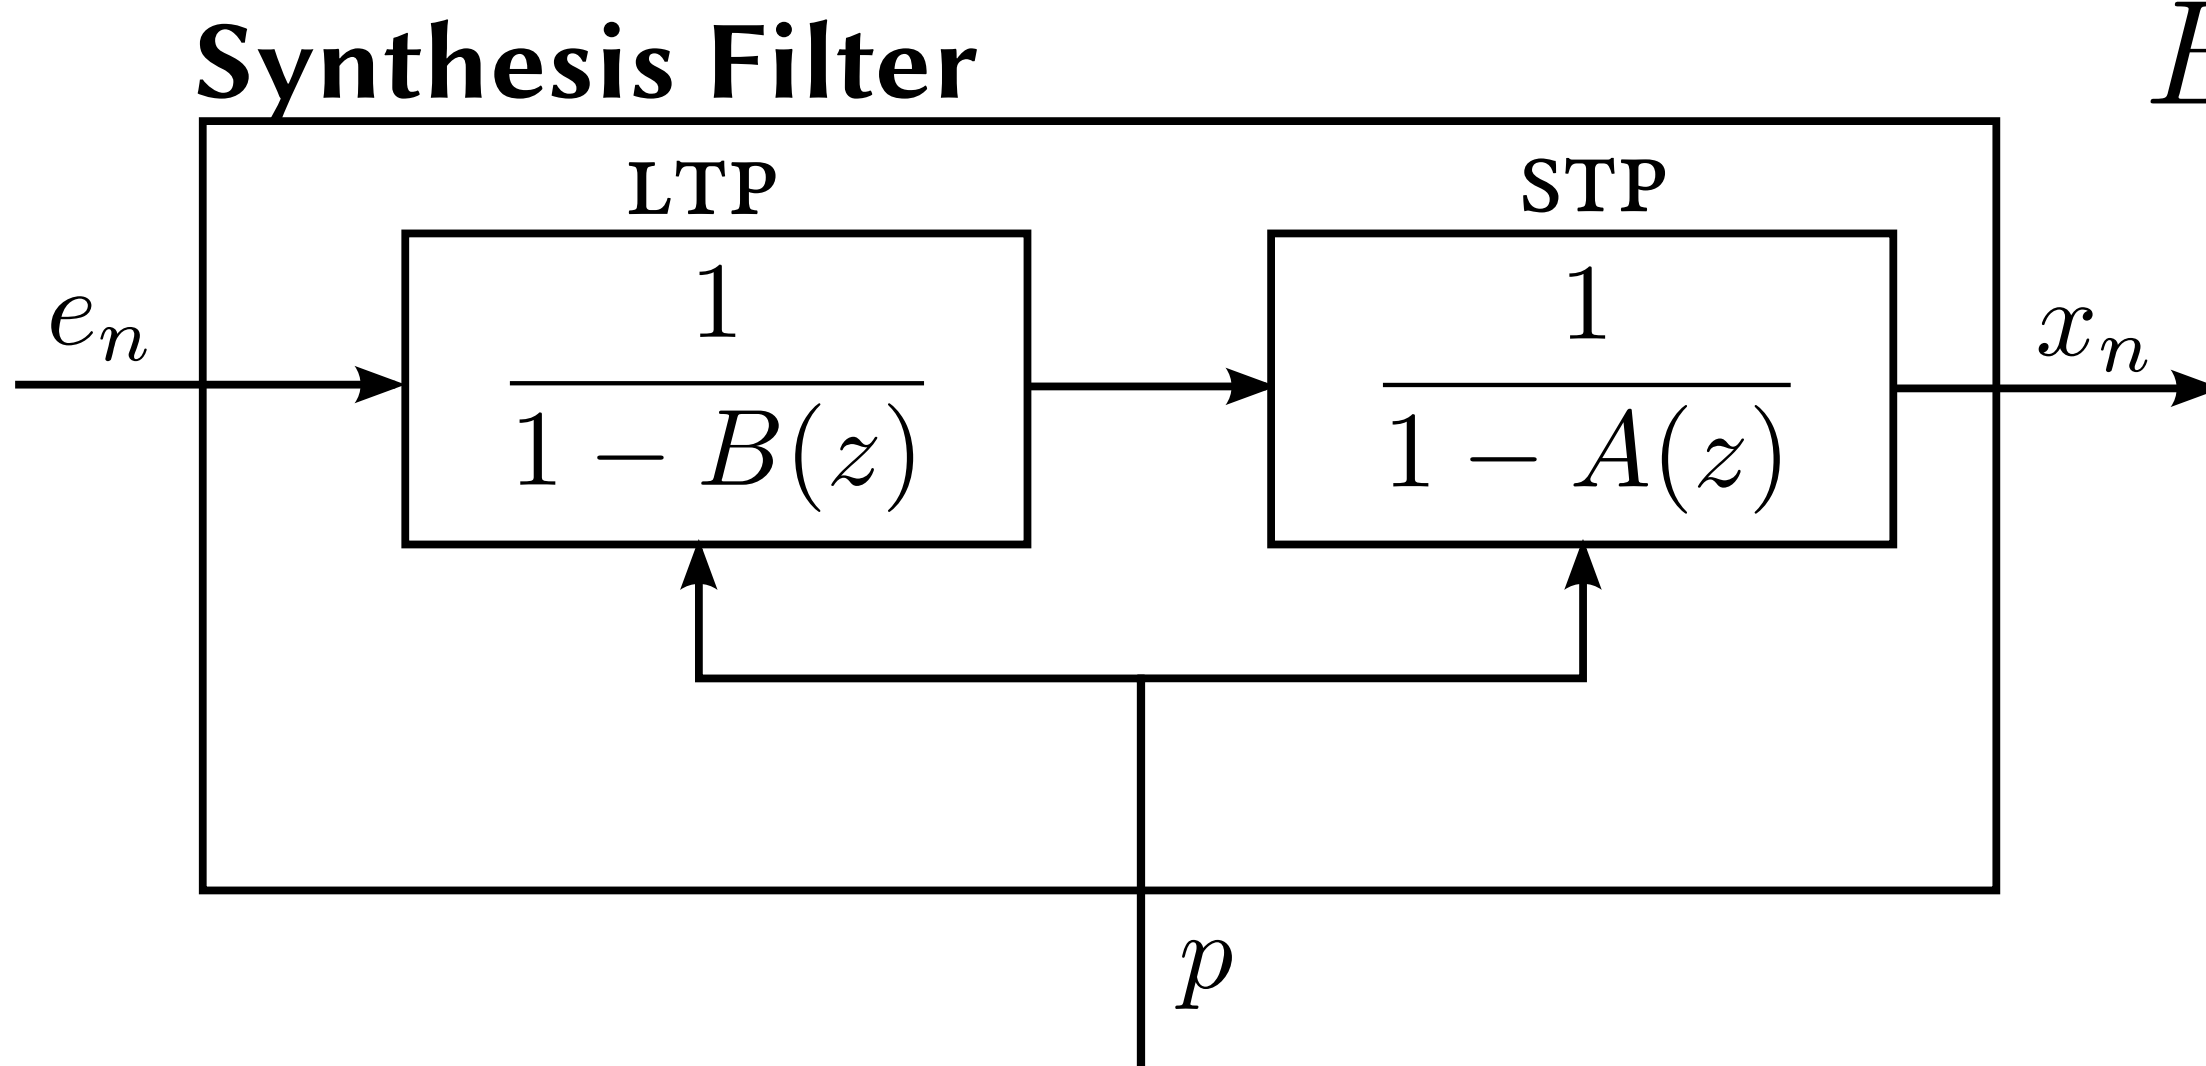 Synthesis Filter
LTP
STP
e_n
1
1 − B(z)
1
1 − A(z)
x_n
p